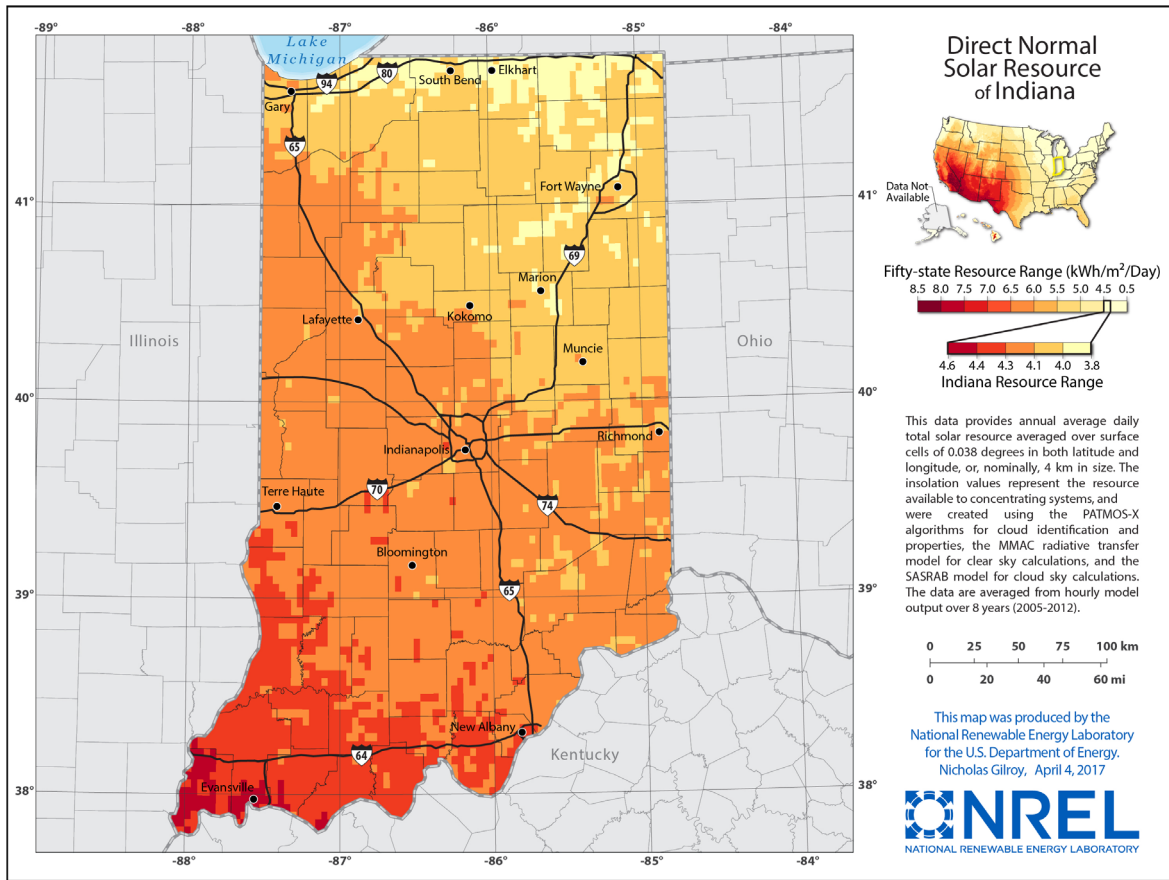 -89°
-88°
-87°
-86°
-85°
-84°
Lake
Michigan
94
80
South Bend
Elkhart
Gary
65
Fort Wayne
41°
41°
69
Marion
Lafayette
Kokomo
Illinois
Ohio
Muncie
40°
40°
Indianapolis
Richmond
Terre Haute
70
74
Bloomington
39°
65
39°
New Albany
64
Kentucky
Evansville
38°
38°
-88°
-87°
-86°
-85°
-84°
Direct Normal
Solar Resource
of Indiana
Data Not
Available
Fifty-state Resource Range (kWh/m²/Day)
8.5 8.0 7.5 7.0 6.5 6.0 5.5 5.0 4.5 0.5
4.6 4.4 4.3 4.1 4.0 3.8
Indiana Resource Range
This data provides annual average daily
total solar resource averaged over surface
cells of 0.038 degrees in both latitude and
longitude, or, nominally, 4 km in size. The
insolation values represent the resource
available to concentrating systems, and
were created using the PATMOS-X
algorithms for cloud identification and
properties, the MMAC radiative transfer
model for clear sky calculations, and the
SASRAB model for cloud sky calculations.
The data are averaged from hourly model
output over 8 years (2005-2012).
0 25 50 75 100 km
0 20 40 60 mi
This map was produced by the
National Renewable Energy Laboratory
for the U.S. Department of Energy.
Nicholas Gilroy, April 4, 2017
NREL
NATIONAL RENEWABLE ENERGY LABORATORY